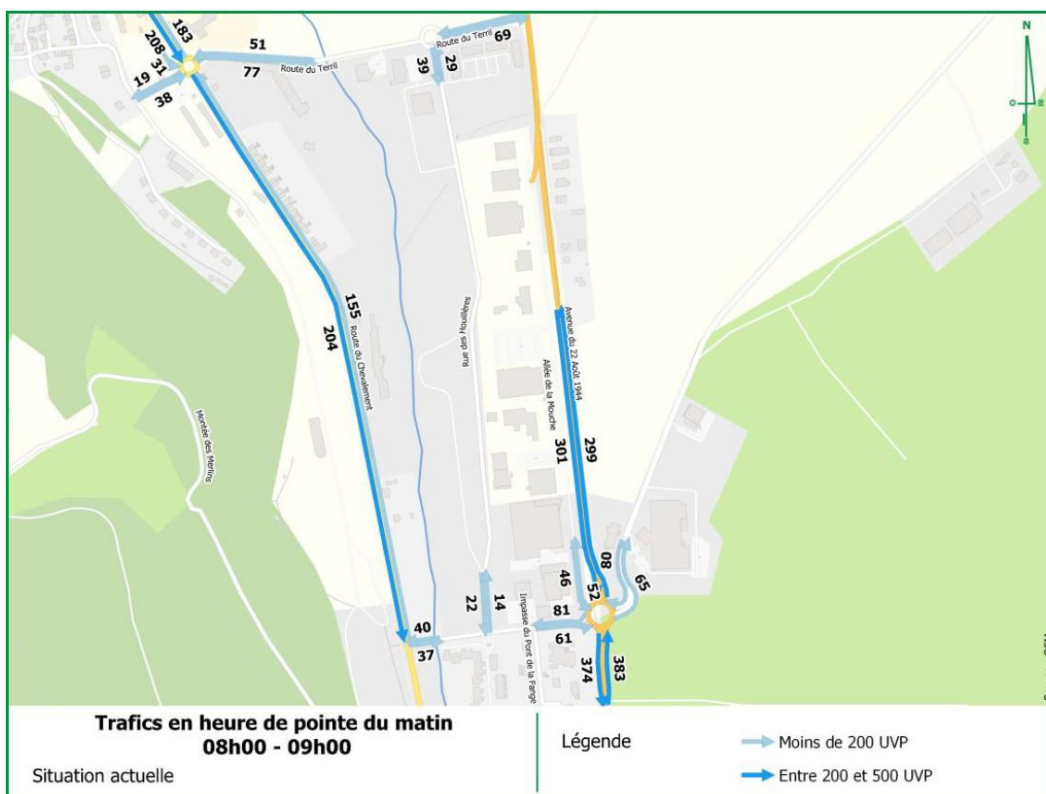 183
208
51
31
19
38
77
Route du Terril
Route du Terril
69
39
29
N
O
155
204
Route du Chevalement
Rue des Houillères
Avenue du 22 Août 1944
Allée de la Mouche
301
299
Montée des Merlins
46
52
80
65
22
14
Impasse du Pont de la Fange
81
61
40
37
374
383
Trafics en heure de pointe du matin
08h00 - 09h00
Situation actuelle
Légende
Moins de 200 UVP
Entre 200 et 500 UVP